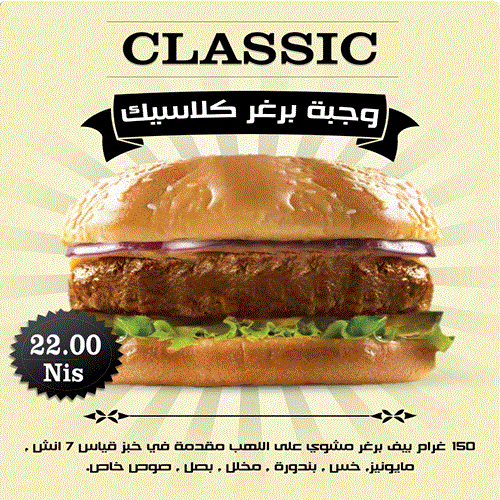 CLASSIC
وجبة برغر كلاسيك
22.00
Nis
150 غرام بيف برغر مشوي على اللهب مقدمة في خبز قياس 7 انش ,
مايونيز, خس , بندورة , مخلل , بصل , صوص خاص.